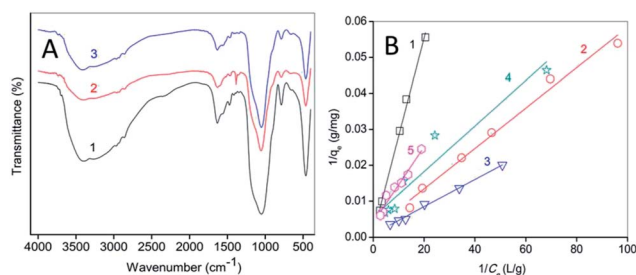 A
3
2
1
Transmittance (%)
4000 3500 3000 2500 2000 1500 1000 500
Wavenumber (cm-1)
B
1
2
4
5
3
1/qe (g/mg)
0.06
0.05
0.04
0.03
0.02
0.01
0.00
0 20 40 60 80 100
1/Ce (L/g)